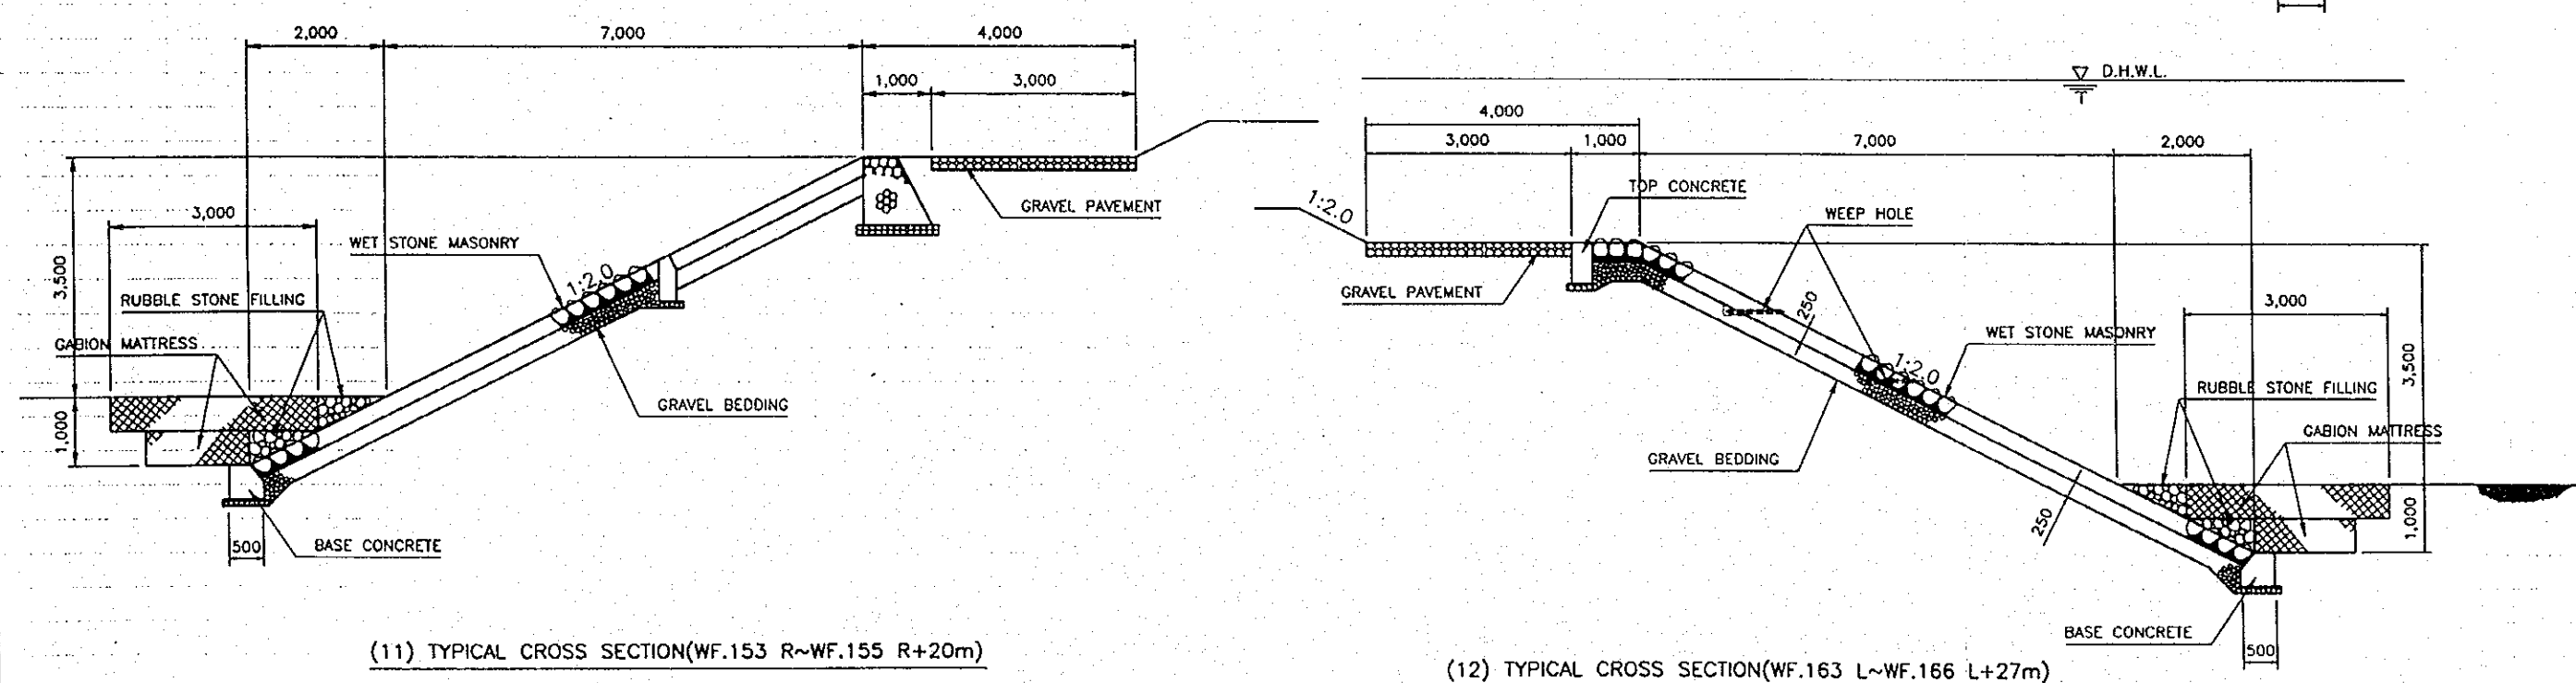 2,000
7,000
4,000
1,000
3,000
3,500
3,000
WET STONE MASONRY
1:2.0
GRAVEL PAVEMENT
RUBBLE STONE FILLING
GABION MATTRESS
GRAVEL BEDDING
1,000
500
BASE CONCRETE
(11) TYPICAL CROSS SECTION(WF.153 R~WF.155 R+20m)
D.H.W.L.
4,000
3,000
1,000
7,000
2,000
1:2.0
TOP CONCRETE
WEEP HOLE
GRAVEL PAVEMENT
250
1:2.0
WET STONE MASONRY
3,000
3,500
RUBBLE STONE FILLING
GABION MATTRESS
GRAVEL BEDDING
250
1,000
BASE CONCRETE
500
(12) TYPICAL CROSS SECTION(WF.163 L~WF.166 L+27m)